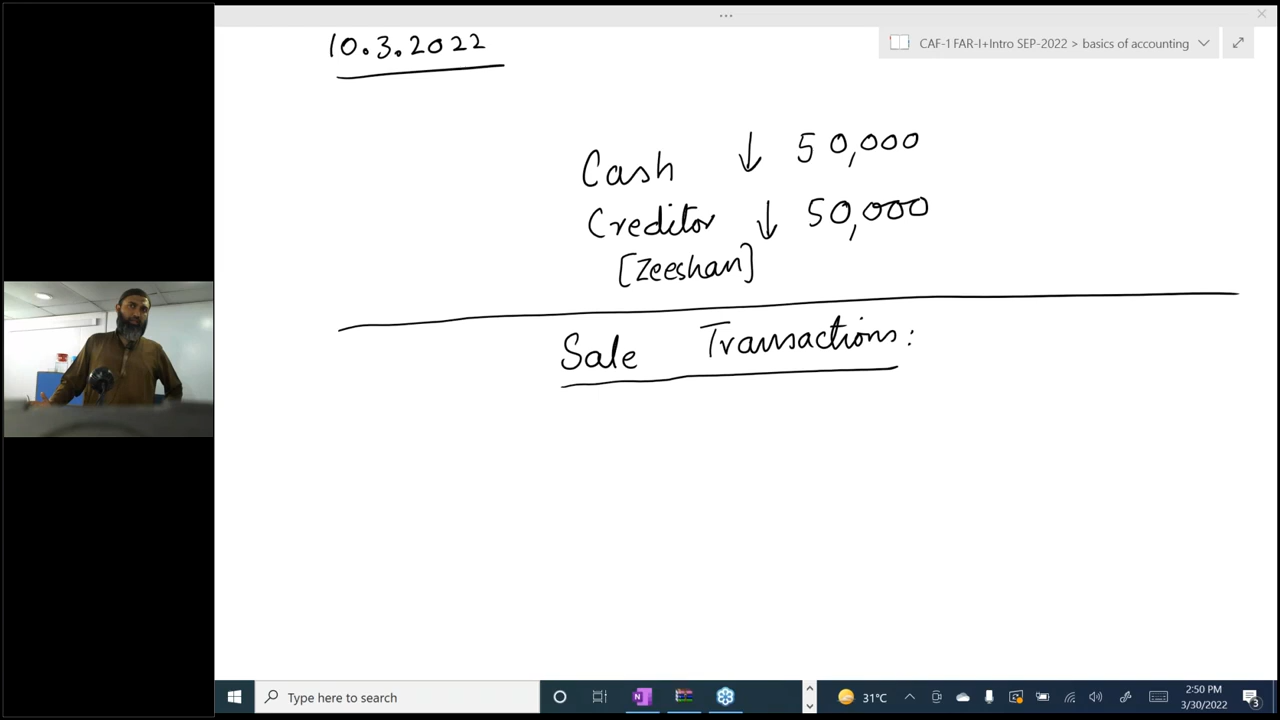 CAF-1 FAR-I+Intro SEP-2022 > basics of accounting
10.3.2022
Cash ↓ 50,000
Creditor ↓ 50,000
[Zeeshan]
Sale Transactions:
Type here to search
31°C
2:50 PM
3/30/2022
3